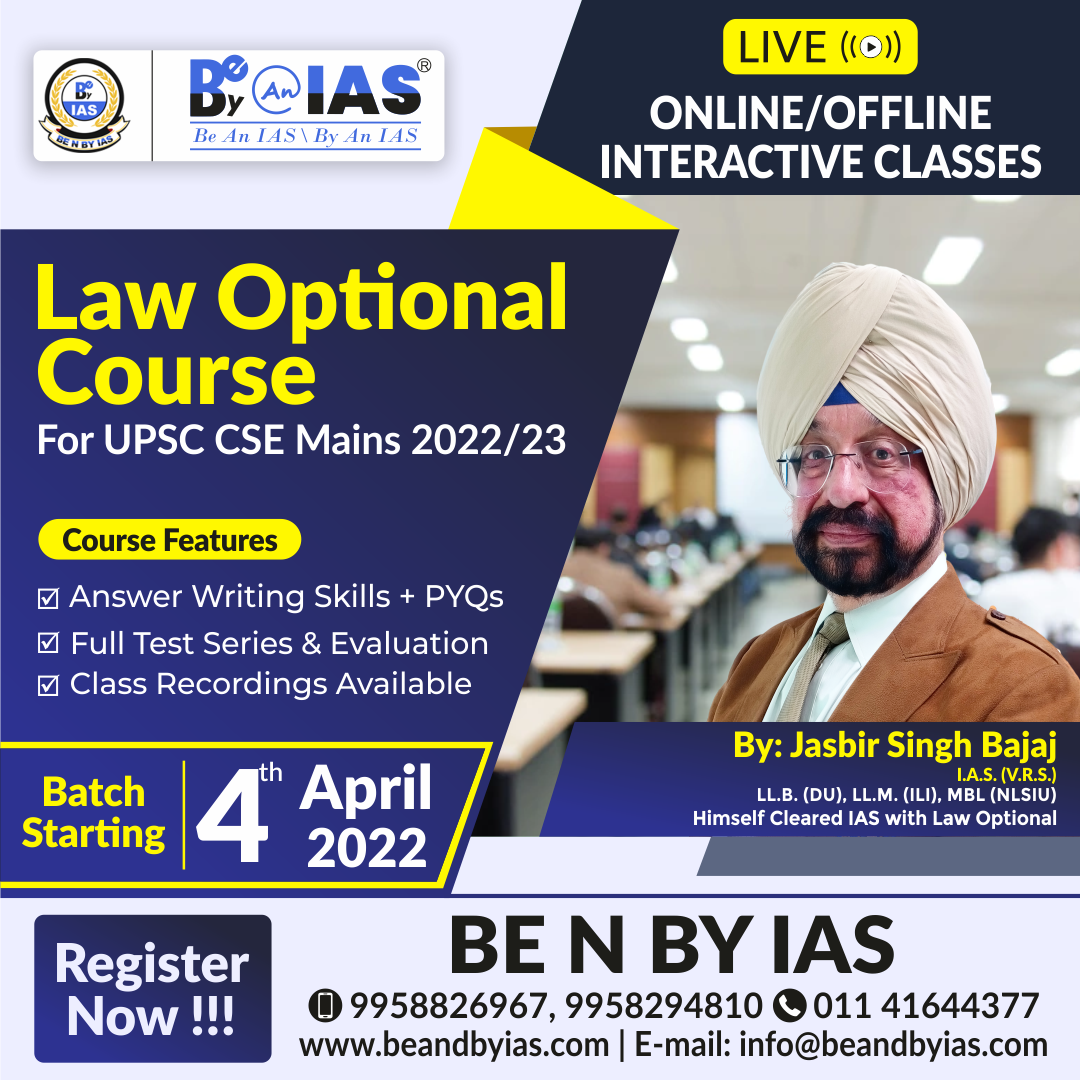 Be By IAS
BE N BY IAS
Be By An IAS®
Be An IAS \ By An IAS
LIVE
ONLINE/OFFLINE
INTERACTIVE CLASSES
Law Optional
Course
For UPSC CSE Mains 2022/23
Course Features
Answer Writing Skills + PYQs
Full Test Series & Evaluation
Class Recordings Available
By: Jasbir Singh Bajaj
I.A.S. (V.R.S.)
LL.B. (DU), LL.M. (ILI), MBL (NLSIU)
Himself Cleared IAS with Law Optional
Batch
Starting
4th April
2022
Register
Now !!!
BE N BY IAS
9958826967, 9958294810 011 41644377
www.beandbyias.com | E-mail: info@beandbyias.com